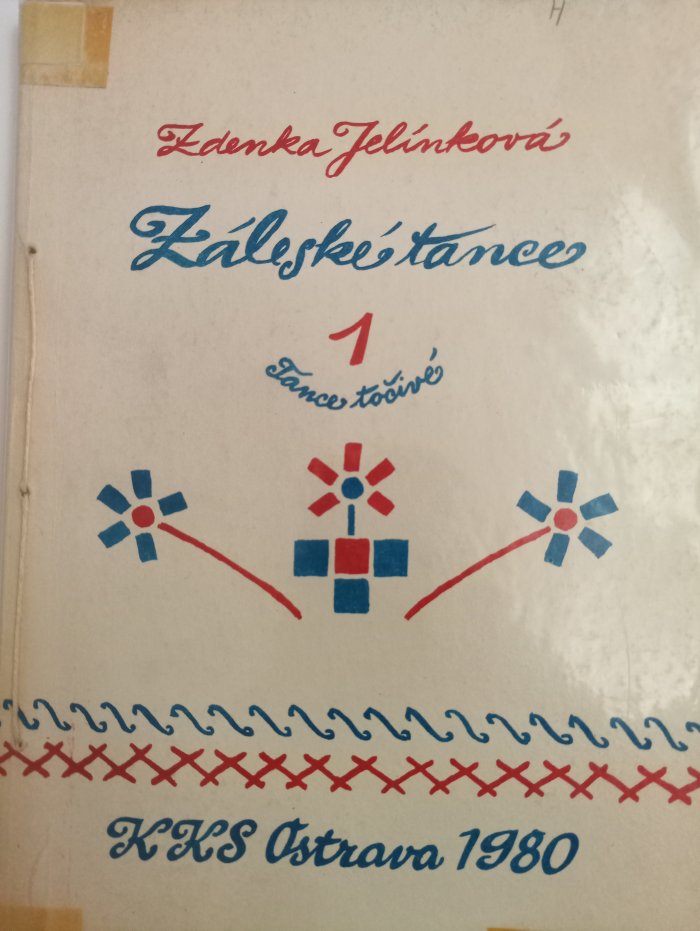 H
Zdenka Jelínková
Záleské tance
1
Tance točivé
KKS Ostrava 1980